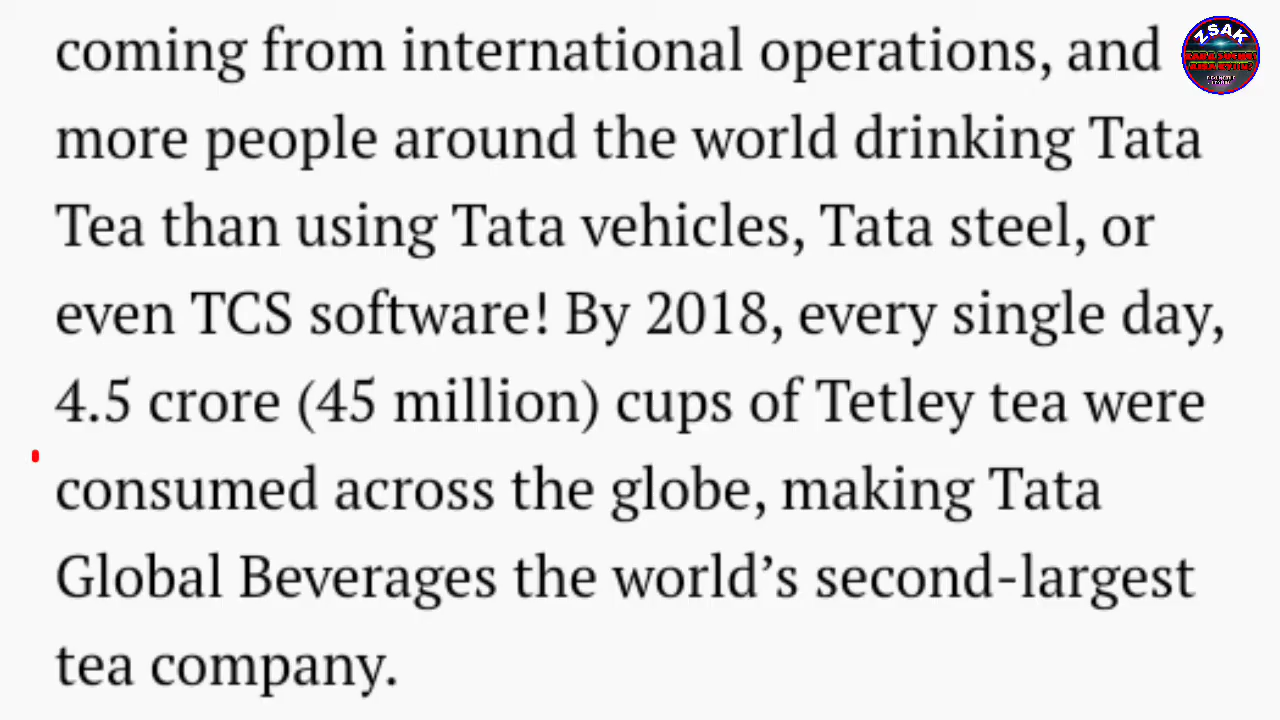 coming from international operations, and
more people around the world drinking Tata
Tea than using Tata vehicles, Tata steel, or
even TCS software! By 2018, every single day,
4.5 crore (45 million) cups of Tetley tea were
consumed across the globe, making Tata
Global Beverages the world’s second-largest
tea company.
ZSAK